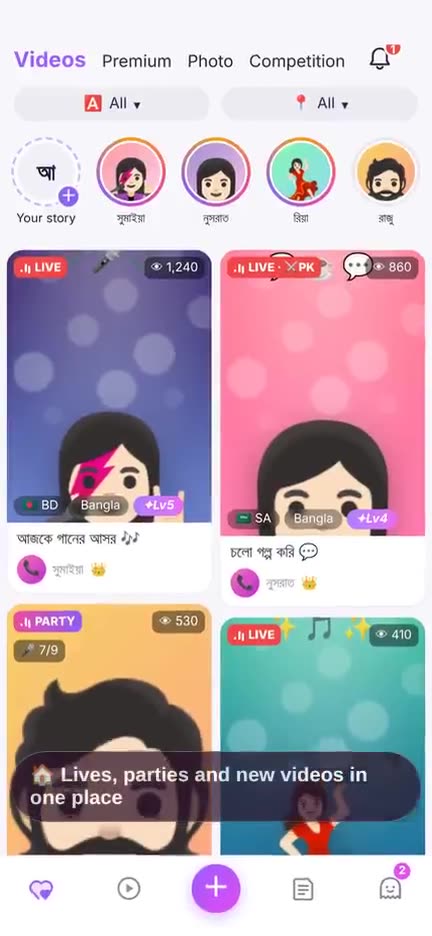 Videos Premium Photo Competition 1
🅰️ All ▾ 📍 All ▾
আ
Your story সুমাইয়া নুসরাত রিয়া রাজু
LIVE 1,240
LIVE · ⚔️PK 860
BD Bangla ✦Lv5
SA Bangla ✦Lv4
আজকে গানের আসর 🎶
সুমাইয়া 👑
চলো গল্প করি 💬
নুসরাত 👑
PARTY 530
🎤 7/9
LIVE 410
🏠 Lives, parties and new videos in
one place
2